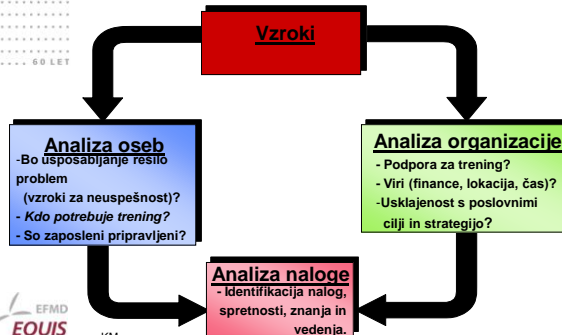 60 LET
Vzroki
Analiza oseb
-Bo usposabljanje rešilo
problem
(vzroki za neuspešnost)?
- Kdo potrebuje trening?
- So zaposleni pripravljeni?
Analiza organizacije
- Podpora za trening?
- Viri (finance, lokacija, čas)?
-Usklajenost s poslovnimi
cilji in strategijo?
Analiza naloge
- Identifikacija nalog,
spretnosti, znanja in
vedenja.
EFMD
EQUIS